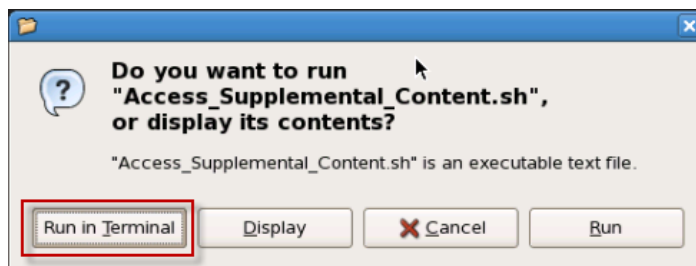 Do you want to run
"Access_Supplemental_Content.sh",
or display its contents?
"Access_Supplemental_Content.sh" is an executable text file.
Run in Terminal Display Cancel Run